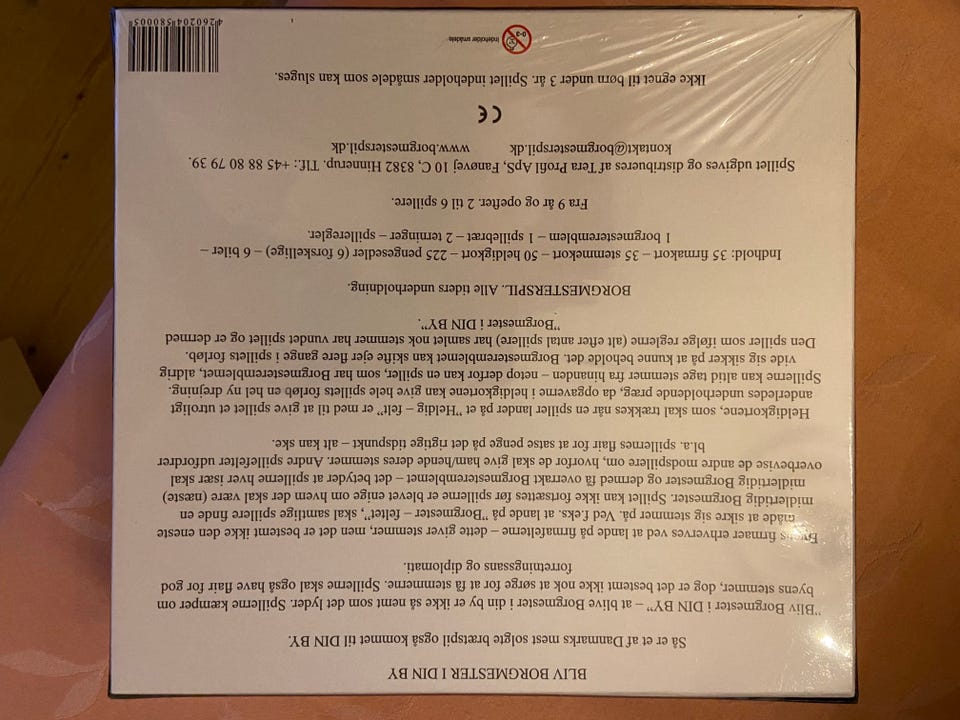 BLIV BORGMESTER I DIN BY
Så er et af Danmarks mest solgte brætspil også kommet til DIN BY.
”Bliv Borgmester i DIN BY” – at blive Borgmester i din by er ikke så nemt som det lyder. Spillerne kæmper om
byens stemmer, dog er det bestemt ikke nok at sørge for at få stemmerne. Spillerne skal også have flair for god
forretningssans og diplomati.
Byens firmaer erhverves ved at lande på firmafelterne – dette giver stemmer, men det er bestemt ikke den eneste
måde at sikre sig stemmer på. Ved f.eks. at lande på ”Borgmester – feltet”, skal samtlige spillere finde en
midlertidig Borgmester. Spillet kan ikke fortsættes før spillerne er blevet enige om hvem der skal være (næste)
midlertidig Borgmester og dermed få overrakt Borgmesteremblemet – det betyder at spillerne hver især skal
overbevise de andre modspillere om, hvorfor de skal give ham/hende deres stemmer. Andre spillefelter udfordrer
bl.a. spillernes flair for at satse penge på det rigtige tidspunkt – alt kan ske.
Heldigkortene, som skal trækkes når en spiller lander på et ”Heldig – felt” er med til at give spillet et utroligt
anderledes underholdende præg, da opgaverne i heldigkortene kan give hele spillets forløb en hel ny drejning.
Spillerne kan altid tage stemmer fra hinanden – netop derfor kan en spiller, som har Borgmesteremblemet, aldrig
vide sig sikker på at kunne beholde det. Borgmesteremblemet kan skifte ejer flere gange i spillets forløb.
Den spiller som ifølge reglerne (alt efter antal spillere) har samlet nok stemmer har vundet spillet og er dermed
”Borgmester i DIN BY”.
BORGMESTERSPIL.. Alle tiders underholdning.
Indhold: 35 firmakort – 35 stemmekort – 50 heldigkort – 225 pengesedler (6 forskellige) – 6 biler –
1 borgmesteremblem – 1 spillebræt – 2 terninger – spilleregler.
Fra 9 år og opefter. 2 til 6 spillere.
Spillet udgives og distribueres af Tera Profil ApS, Fanøvej 10 C, 8382 Hinnerup. Tlf.: +45 88 80 79 39.
kontakt@borgmesterspil.dk www.borgmesterspil.dk
CE
Ikke egnet til børn under 3 år. Spillet indeholder smådele som kan sluges.
0-3
Indeholder smådele.
4260204580005